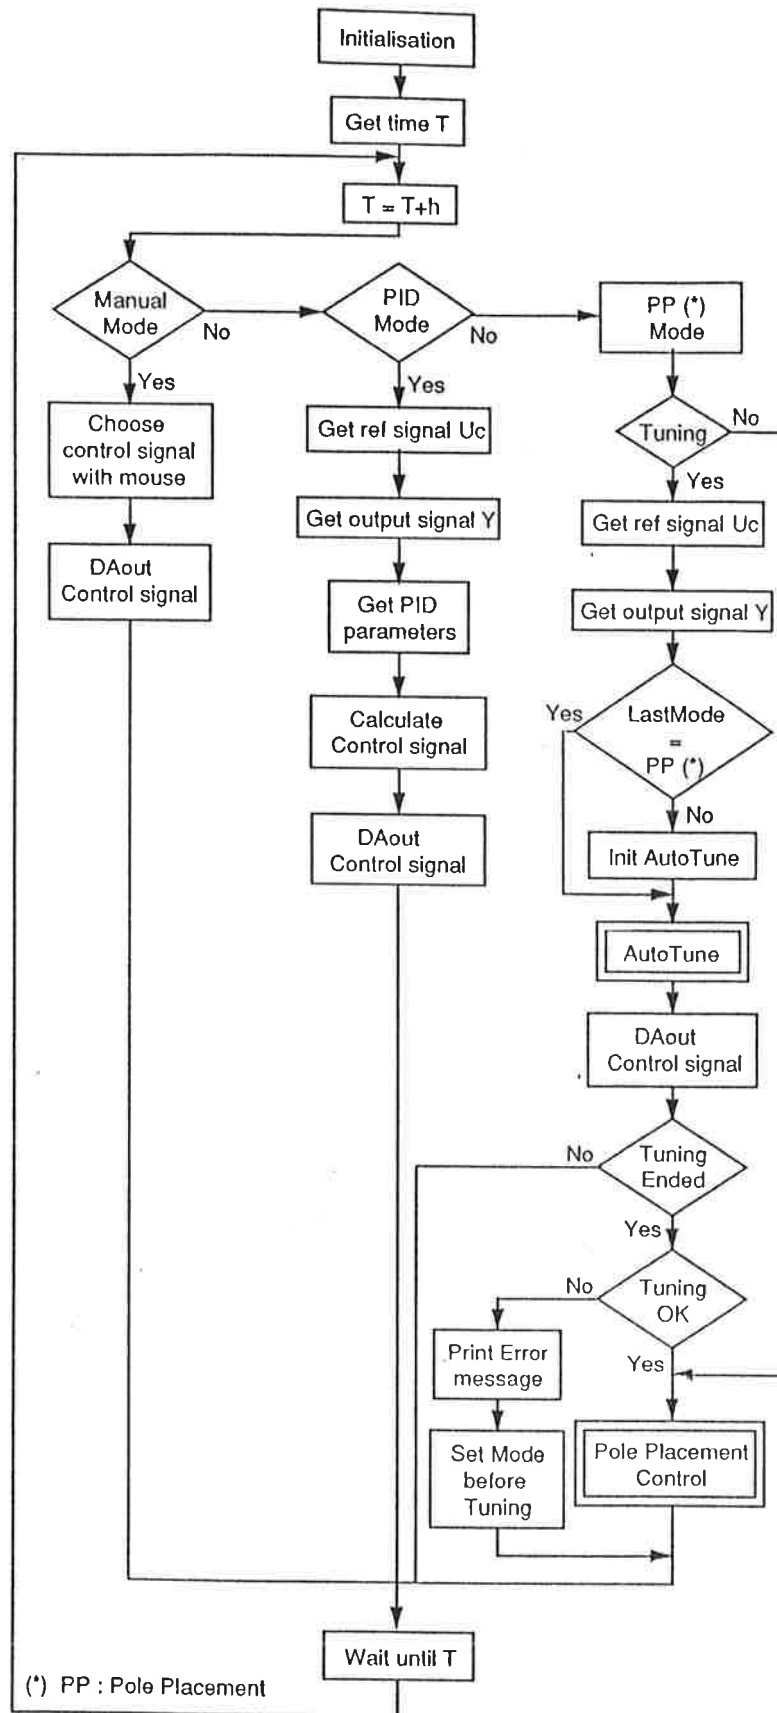 Initialisation
Get time T
T = T+h
Manual
Mode
No
Yes
Choose
control signal
with mouse
DAout
Control signal
PID
Mode
No
Yes
Get ref signal Uc
Get output signal Y
Get PID
parameters
Calculate
Control signal
DAout
Control signal
PP (*)
Mode
Tuning
No
Yes
Get ref signal Uc
Get output signal Y
LastMode
=
PP (*)
Yes
No
Init AutoTune
AutoTune
DAout
Control signal
Tuning
Ended
No
Yes
Tuning
OK
No
Yes
Print Error
message
Set Mode
before
Tuning
Pole Placement
Control
Wait until T
(*) PP : Pole Placement